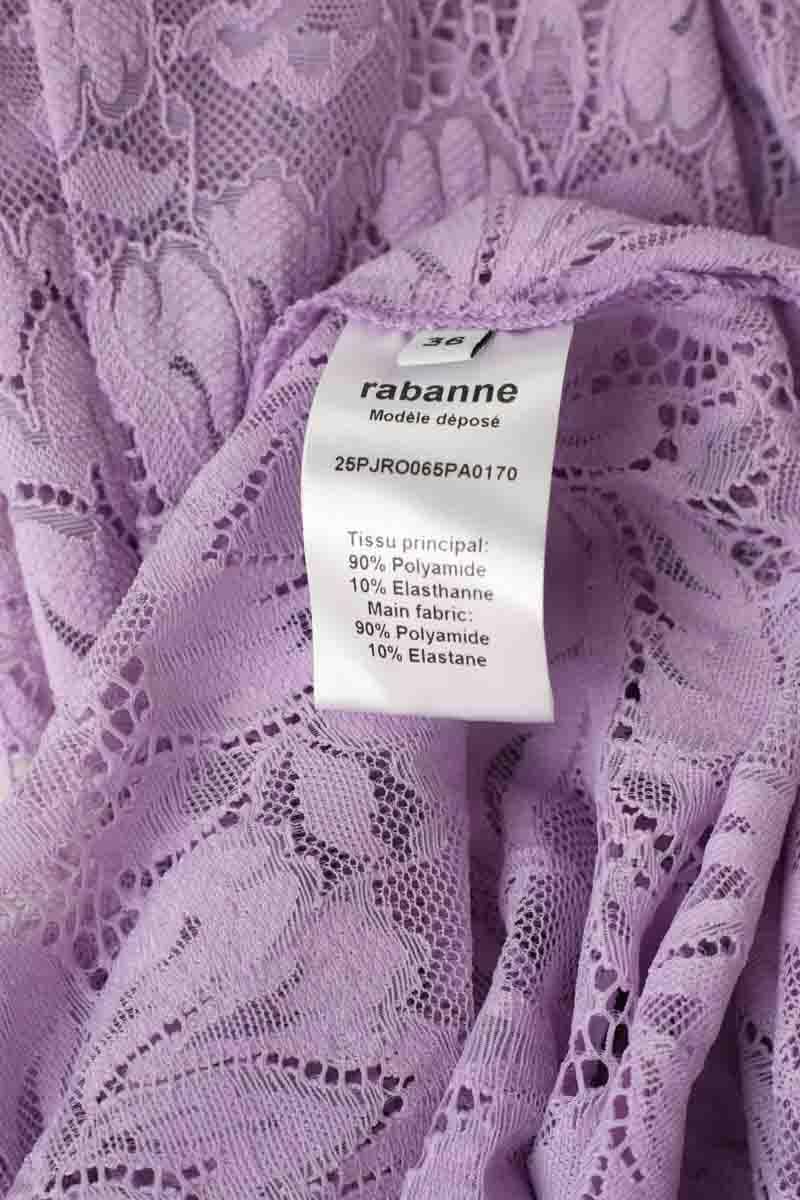 36
rabanne
Modèle déposé
25PJRO065PA0170
Tissu principal:
90% Polyamide
10% Elasthanne
Main fabric:
90% Polyamide
10% Elastane